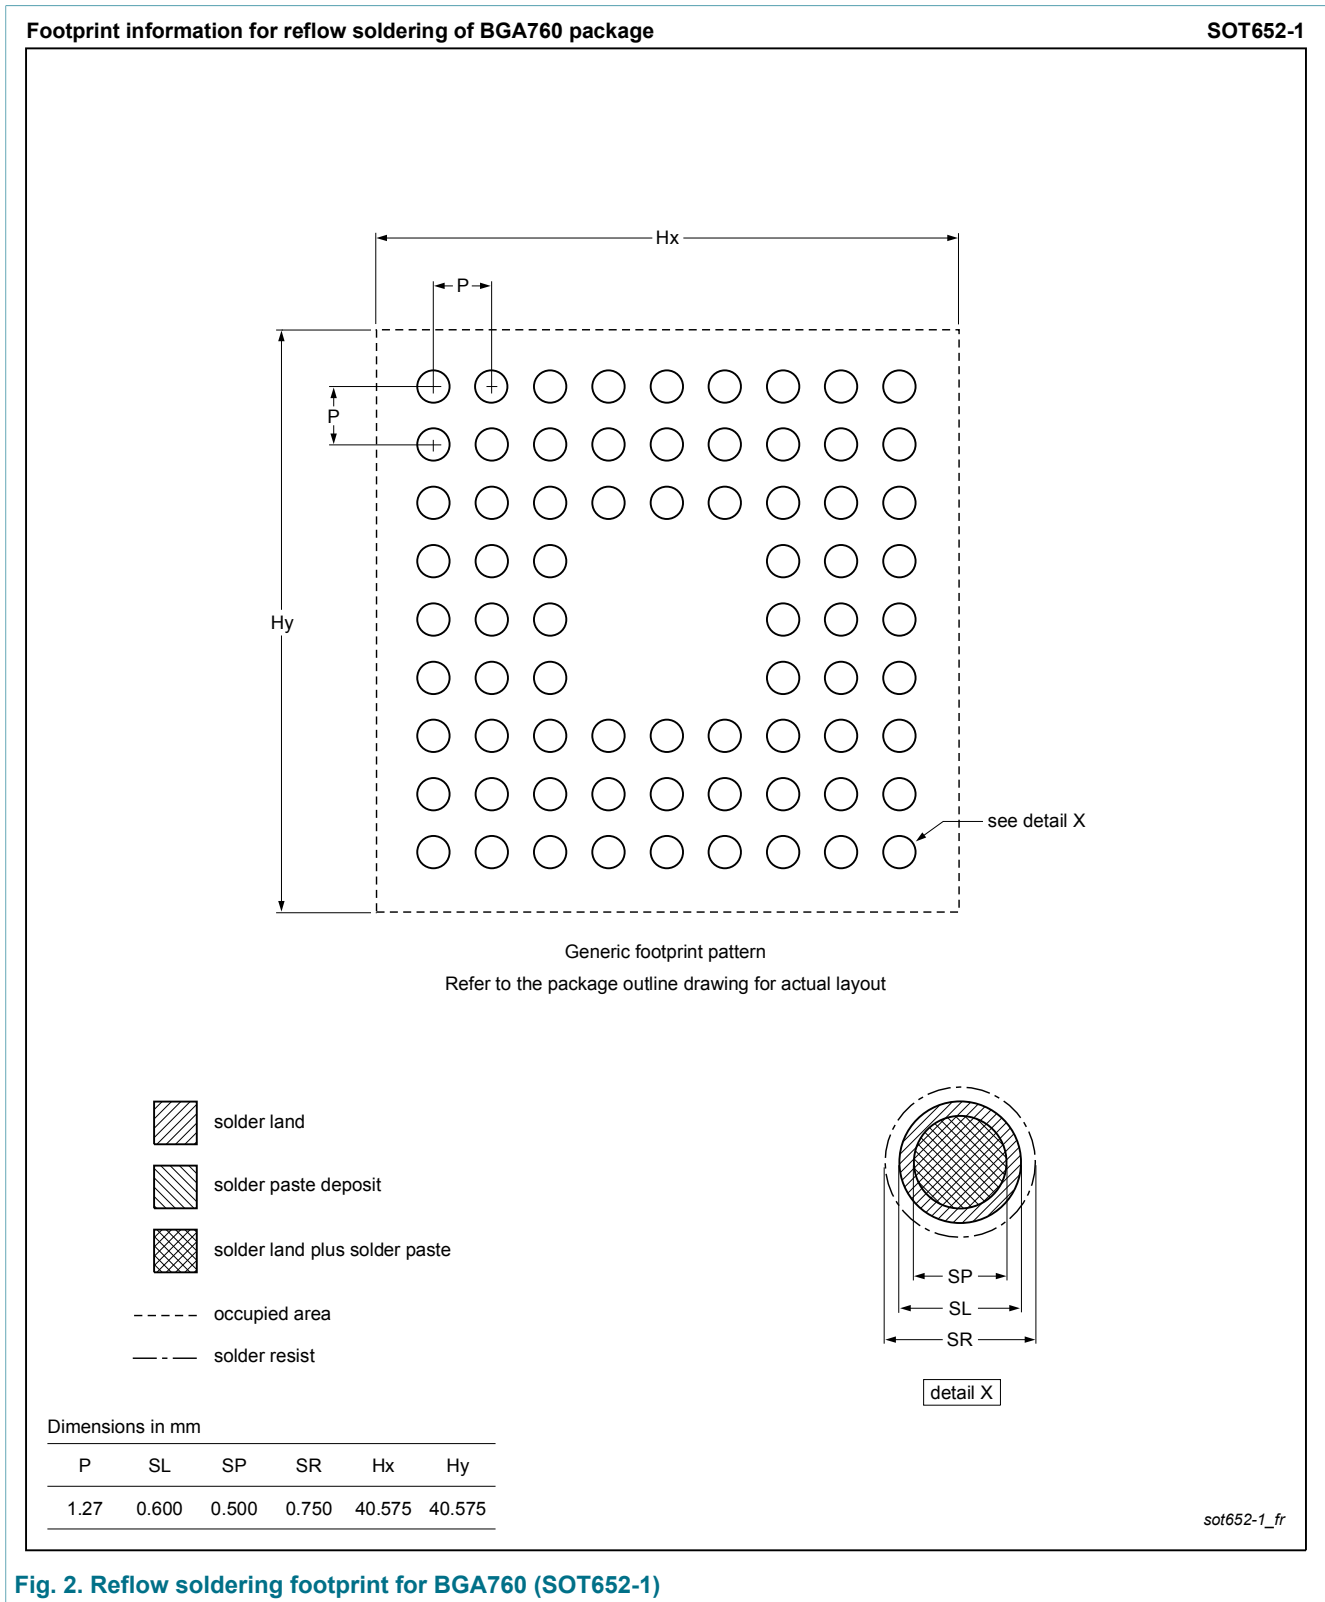 Footprint information for reflow soldering of BGA760 package SOT652-1
Hx
P
P
Hy
see detail X
Generic footprint pattern
Refer to the package outline drawing for actual layout
solder land
solder paste deposit
solder land plus solder paste
occupied area
solder resist
SP
SL
SR
detail X
Dimensions in mm
P SL SP SR Hx Hy
1.27 0.600 0.500 0.750 40.575 40.575
sot652-1_fr
Fig. 2. Reflow soldering footprint for BGA760 (SOT652-1)